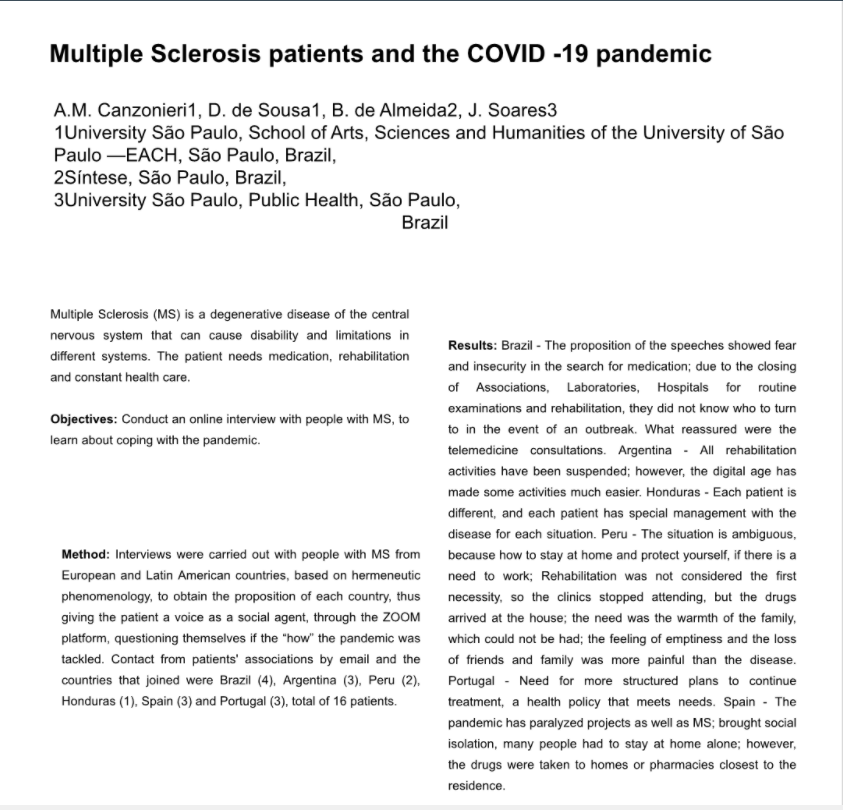 Multiple Sclerosis patients and the COVID -19 pandemic
A.M. Canzonieri1, D. de Sousa1, B. de Almeida2, J. Soares3
1University São Paulo, School of Arts, Sciences and Humanities of the University of São
Paulo —EACH, São Paulo, Brazil,
2Síntese, São Paulo, Brazil,
3University São Paulo, Public Health, São Paulo,
Brazil
Multiple Sclerosis (MS) is a degenerative disease of the central
nervous system that can cause disability and limitations in
different systems. The patient needs medication, rehabilitation
and constant health care.
Objectives: Conduct an online interview with people with MS, to
learn about coping with the pandemic.
Method: Interviews were carried out with people with MS from
European and Latin American countries, based on hermeneutic
phenomenology, to obtain the proposition of each country, thus
giving the patient a voice as a social agent, through the ZOOM
platform, questioning themselves if the "how" the pandemic was
tackled. Contact from patients' associations by email and the
countries that joined were Brazil (4), Argentina (3), Peru (2),
Honduras (1), Spain (3) and Portugal (3), total of 16 patients.
Results: Brazil - The proposition of the speeches showed fear
and insecurity in the search for medication; due to the closing
of Associations, Laboratories, Hospitals for routine
examinations and rehabilitation, they did not know who to turn
to in the event of an outbreak. What reassured were the
telemedicine consultations. Argentina - All rehabilitation
activities have been suspended; however, the digital age has
made some activities much easier. Honduras - Each patient is
different, and each patient has special management with the
disease for each situation. Peru - The situation is ambiguous,
because how to stay at home and protect yourself, if there is a
need to work; Rehabilitation was not considered the first
necessity, so the clinics stopped attending, but the drugs
arrived at the house; the need was the warmth of the family,
which could not be had; the feeling of emptiness and the loss
of friends and family was more painful than the disease.
Portugal - Need for more structured plans to continue
treatment, a health policy that meets needs. Spain - The
pandemic has paralyzed projects as well as MS; brought social
isolation, many people had to stay at home alone; however,
the drugs were taken to homes or pharmacies closest to the
residence.